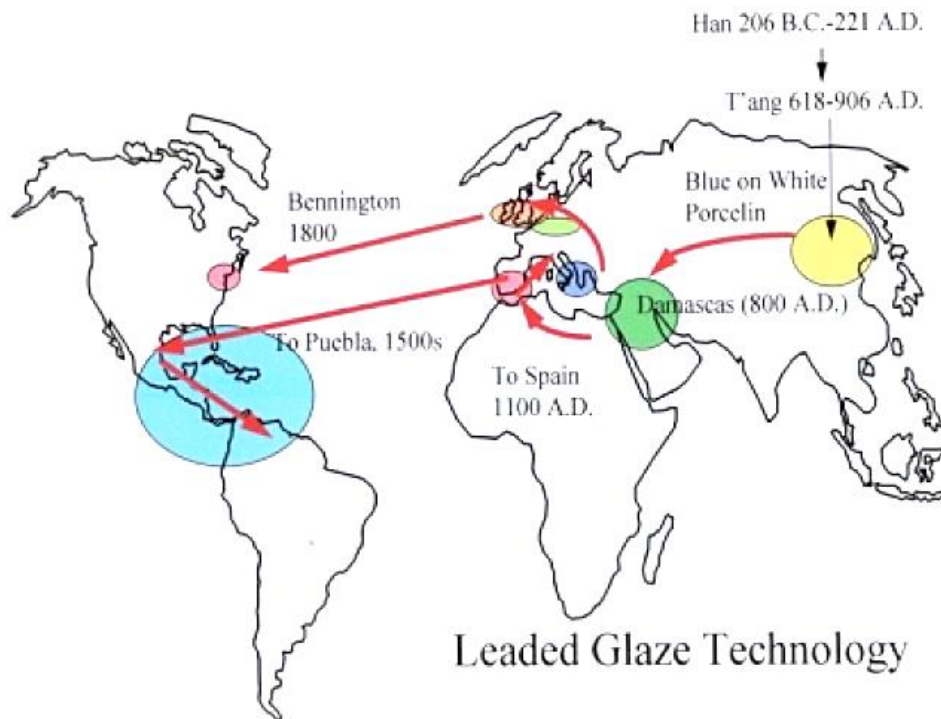 Han 206 B.C.-221 A.D.
T'ang 618-906 A.D.
Blue on White
Porcelin
Bennington
1800
Damascas (800 A.D.)
To Puebla, 1500s
To Spain
1100 A.D.
Leaded Glaze Technology